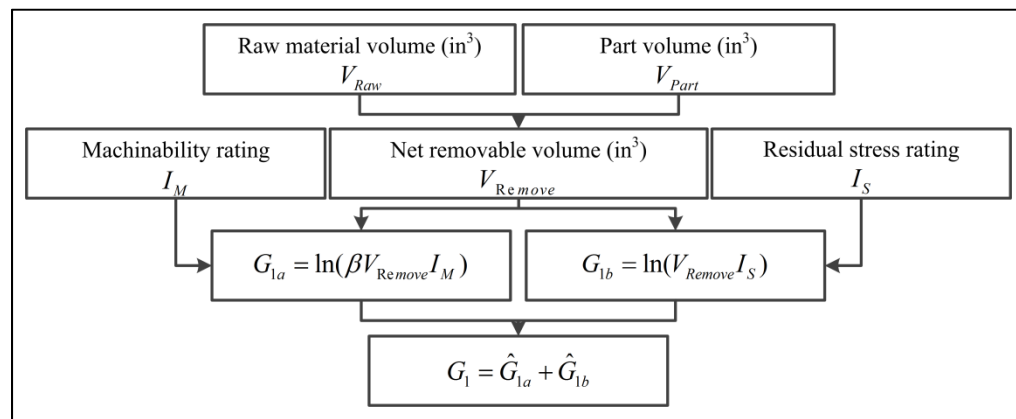 Raw material volume (in³)
V_Raw
Part volume (in³)
V_Part
Machinability rating
I_M
Net removable volume (in³)
V_Remove
Residual stress rating
I_S
G_1a = ln(βV_Remove I_M)
G_1b = ln(V_Remove I_S)
G_1 = Ĝ_1a + Ĝ_1b